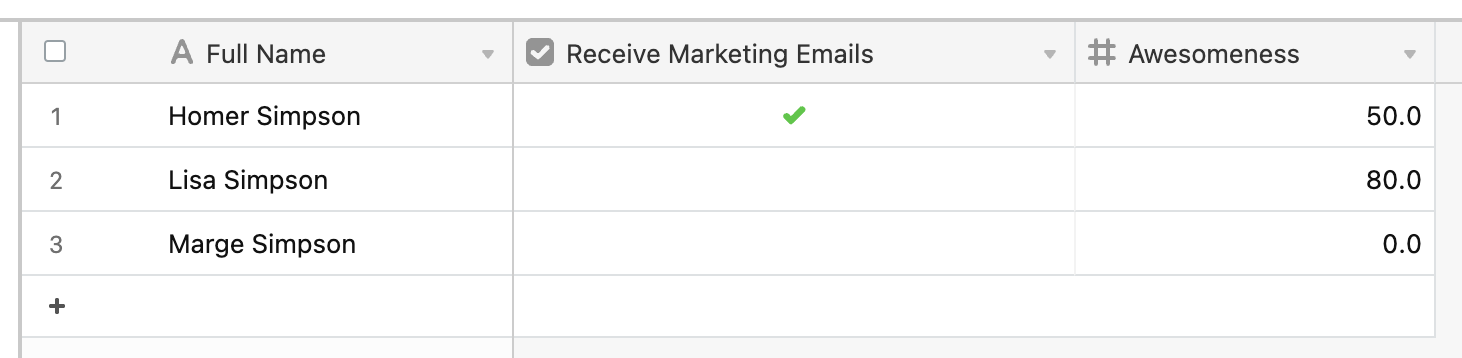 Full Name Receive Marketing Emails Awesomeness
1 Homer Simpson 50.0
2 Lisa Simpson 80.0
3 Marge Simpson 0.0